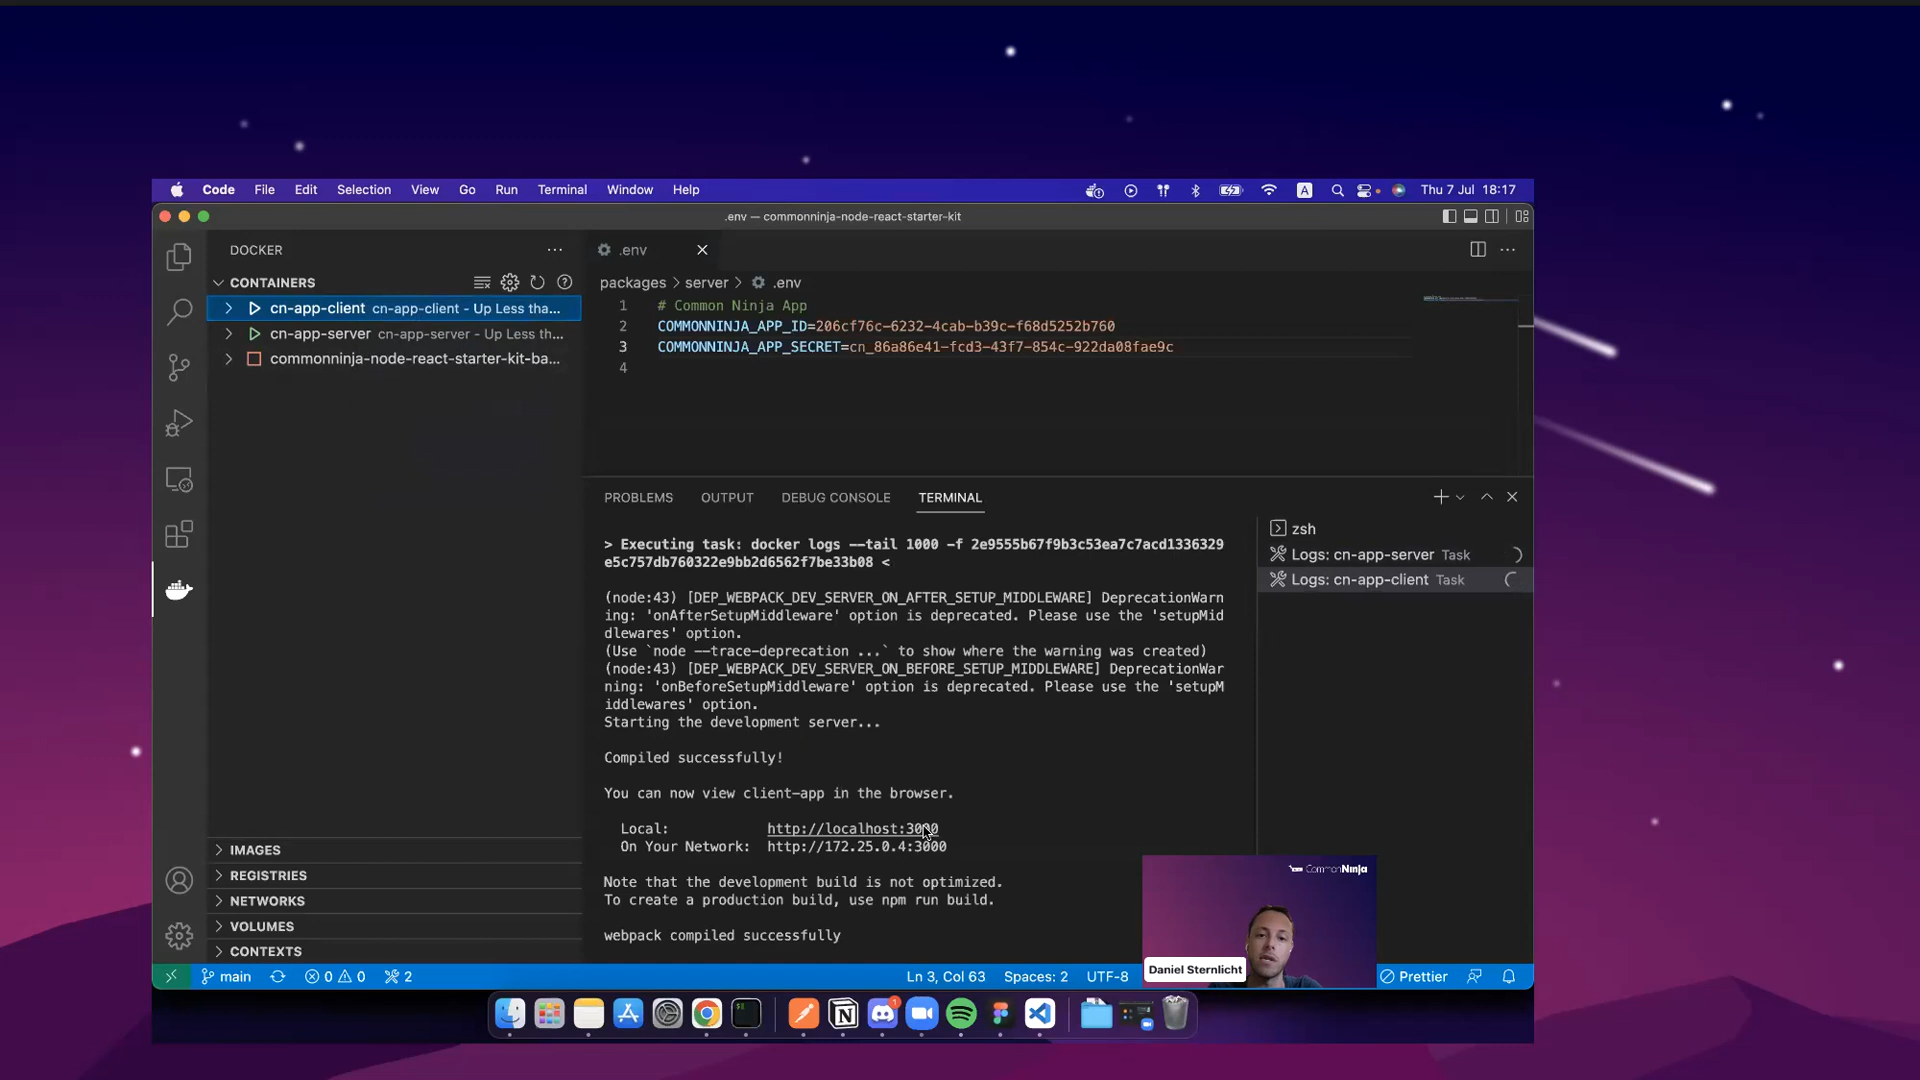 Code File Edit Selection View Go Run Terminal Window Help
A
Thu 7 Jul 18:17
.env — commonninja-node-react-starter-kit
DOCKER
CONTAINERS
cn-app-client cn-app-client - Up Less tha...
cn-app-server cn-app-server - Up Less th...
commonninja-node-react-starter-kit-ba...
IMAGES
REGISTRIES
NETWORKS
VOLUMES
CONTEXTS
.env
packages > server > .env
1 # Common Ninja App
2 COMMONNINJA_APP_ID=206cf76c-6232-4cab-b39c-f68d5252b760
3 COMMONNINJA_APP_SECRET=cn_86a86e41-fcd3-43f7-854c-922da08fae9c
4
PROBLEMS OUTPUT DEBUG CONSOLE TERMINAL
> Executing task: docker logs --tail 1000 -f 2e9555b67f9b3c53ea7c7acd1336329
e5c757db760322e9bb2d6562f7be33b08 <
(node:43) [DEP_WEBPACK_DEV_SERVER_ON_AFTER_SETUP_MIDDLEWARE] DeprecationWarn
ing: 'onAfterSetupMiddleware' option is deprecated. Please use the 'setupMid
dlewares' option.
(Use `node --trace-deprecation ...` to show where the warning was created)
(node:43) [DEP_WEBPACK_DEV_SERVER_ON_BEFORE_SETUP_MIDDLEWARE] DeprecationWar
ning: 'onBeforeSetupMiddleware' option is deprecated. Please use the 'setupM
iddlewares' option.
Starting the development server...
Compiled successfully!
You can now view client-app in the browser.
Local: http://localhost:3000
On Your Network: http://172.25.0.4:3000
Note that the development build is not optimized.
To create a production build, use npm run build.
webpack compiled successfully
zsh
Logs: cn-app-server Task
Logs: cn-app-client Task
CommonNinja
Daniel Sternlicht
main
0 0
2
Ln 3, Col 63
Spaces: 2
UTF-8
Prettier
1